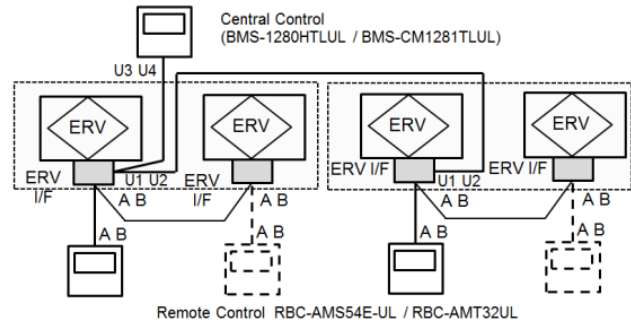 Central Control
(BMS-1280HTLUL / BMS-CM1281TLUL)
U3 U4
ERV
ERV
ERV
ERV
ERV
I/F
U1 U2
ERV
I/F
ERV I/F
U1 U2
ERV I/F
A B
A B
A B
A B
A B
A B
A B
A B
Remote Control RBC-AMS54E-UL / RBC-AMT32UL